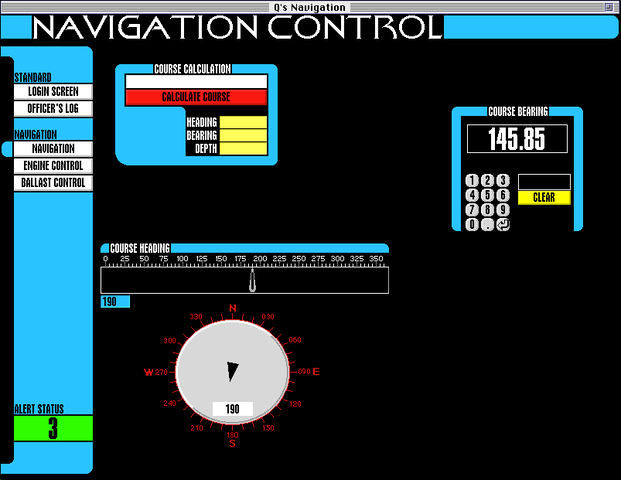 Q's Navigation
NAVIGATION CONTROL
STANDARD
LOGIN SCREEN
OFFICER'S LOG
NAVIGATION
NAVIGATION
ENGINE CONTROL
BALLAST CONTROL
ALERT STATUS
3
COURSE CALCULATION
CALCULATE COURSE
HEADING
BEARING
DEPTH
COURSE BEARING
145.85
1 2 3
4 5 6
7 8 9
0 .
CLEAR
COURSE HEADING
0 25 50 75 100 125 150 175 200 225 250 275 300 325 350
190
N
330 030
300 060
W 270 090 E
240 120
190
210 150
180
S